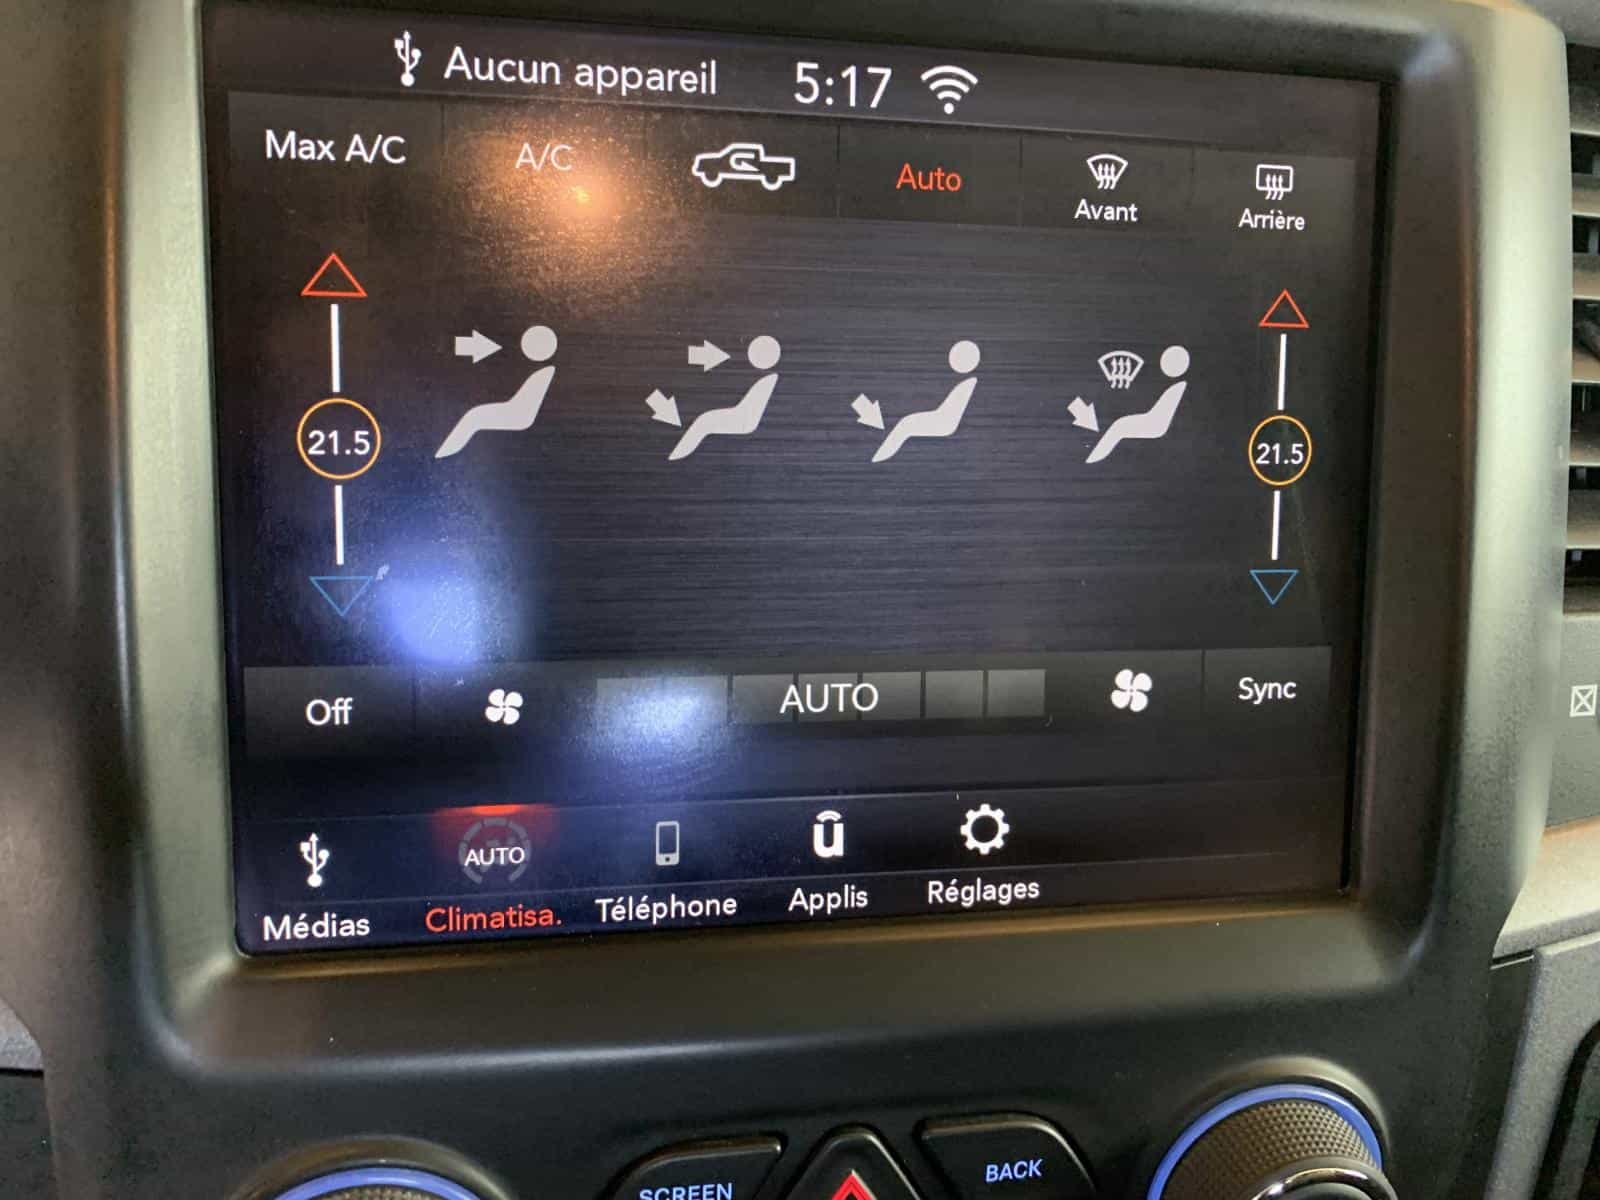 Aucun appareil 5:17
Max A/C A/C Auto Avant Arrière
21.5 21.5
Off AUTO Sync
AUTO
Médias Climatisa. Téléphone Applis Réglages
SCREEN BACK